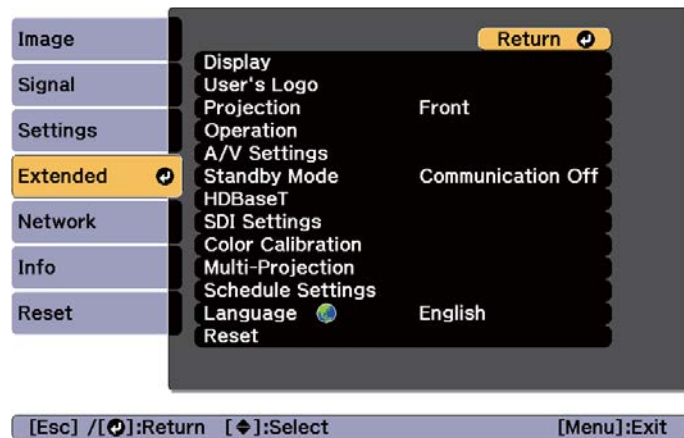 Image
Signal
Settings
Extended
Network
Info
Reset
Return
Display
User's Logo
Projection Front
Operation
A/V Settings
Standby Mode Communication Off
HDBaseT
SDI Settings
Color Calibration
Multi-Projection
Schedule Settings
Language English
Reset
[Esc] /[⏎]:Return [◆]:Select [Menu]:Exit